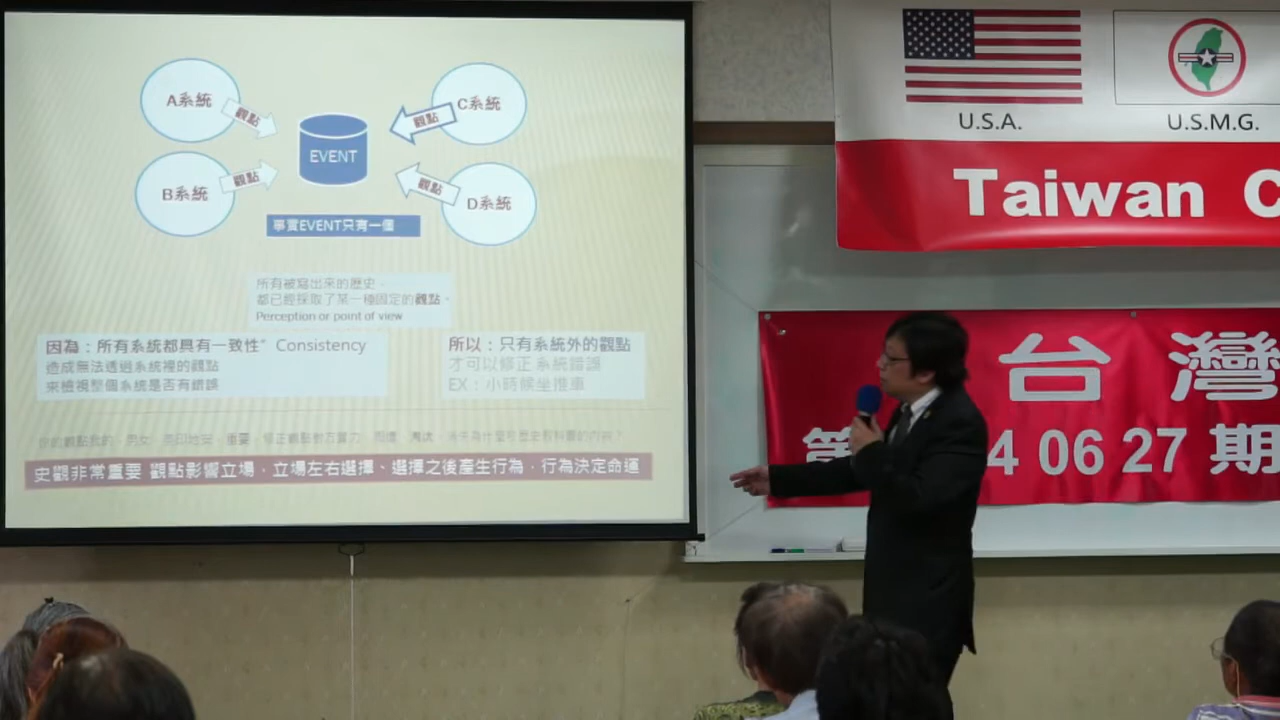 A系統
觀點
B系統
觀點
EVENT
C系統
觀點
D系統
觀點
事實EVENT只有一個
所有被寫出來的歷史,
都已經採取了某一種固定的觀點。
Perception or point of view
因為：所有系統都具有一致性" Consistency
造成無法透過系統裡的觀點
來檢視整個系統是否有錯誤
所以：只有系統外的觀點
才可以修正系統錯誤
EX：小時候坐推車
史觀非常重要 觀點影響立場，立場左右選擇、選擇之後產生行為，行為決定命運
U.S.A.
U.S.M.G.
Taiwan C
台灣
第 4 06 27 期